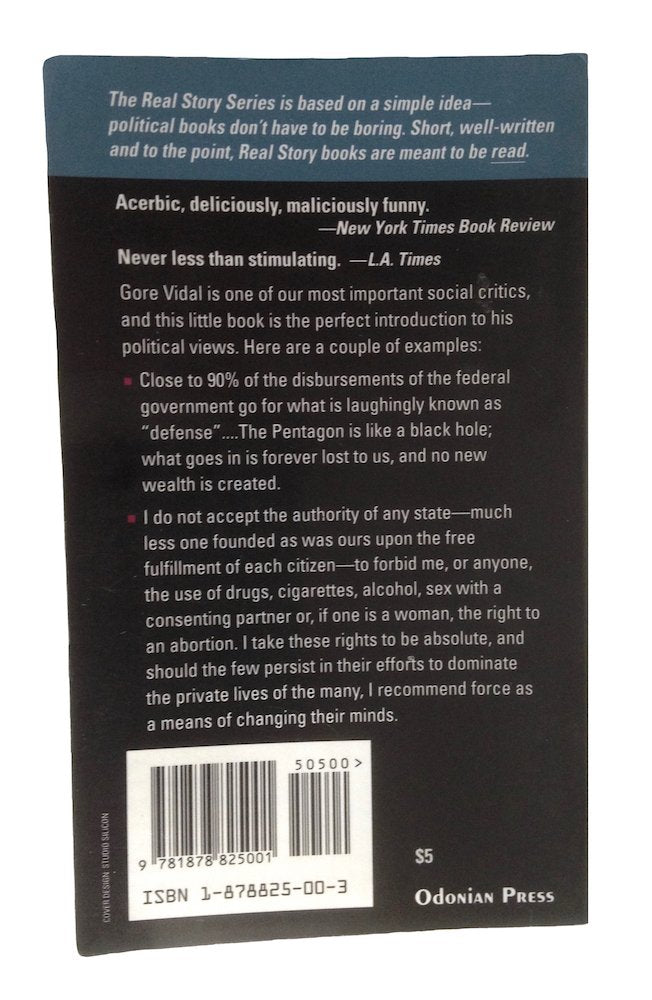 The Real Story Series is based on a simple idea—
political books don't have to be boring. Short, well-written
and to the point, Real Story books are meant to be read.
Acerbic, deliciously, maliciously funny.
—New York Times Book Review
Never less than stimulating. —L.A. Times
Gore Vidal is one of our most important social critics,
and this little book is the perfect introduction to his
political views. Here are a couple of examples:
▪ Close to 90% of the disbursements of the federal
government go for what is laughingly known as
“defense”....The Pentagon is like a black hole;
what goes in is forever lost to us, and no new
wealth is created.
▪ I do not accept the authority of any state—much
less one founded as was ours upon the free
fulfillment of each citizen—to forbid me, or anyone,
the use of drugs, cigarettes, alcohol, sex with a
consenting partner or, if one is a woman, the right to
an abortion. I take these rights to be absolute, and
should the few persist in their efforts to dominate
the private lives of the many, I recommend force as
a means of changing their minds.
50500>
9 781878 825001
ISBN 1-878825-00-3
COVER DESIGN: STUDIO SILICON
$5
ODONIAN PRESS